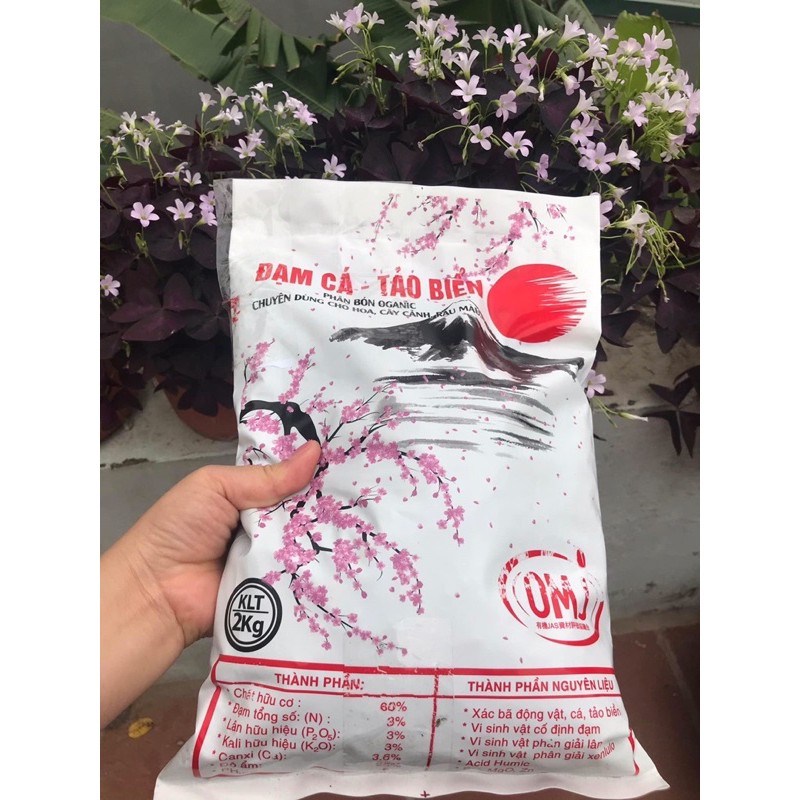 ĐẠM CÁ - TẢO BIỂN
PHÂN BÓN OGANIC
CHUYÊN DÙNG CHO HOA, CÂY CẢNH, RAU MÀU
OMJ
KLT
2Kg
THÀNH PHẦN:
* Chất hữu cơ : 60%
* Đạm tổng số: (N) : 3%
* Lân hữu hiệu (P2O5): 3%
* Kali hữu hiệu (K2O): 3%
Canxi (Ca): 3.6%
Độ ẩm:
THÀNH PHẦN NGUYÊN LIỆU
* Xác bã động vật, cá, tảo biển
* Vi sinh vật cố định đạm
* Vi sinh vật phân giải lân
* Vi sinh vật phân giải xenlulo
* Acid Humic